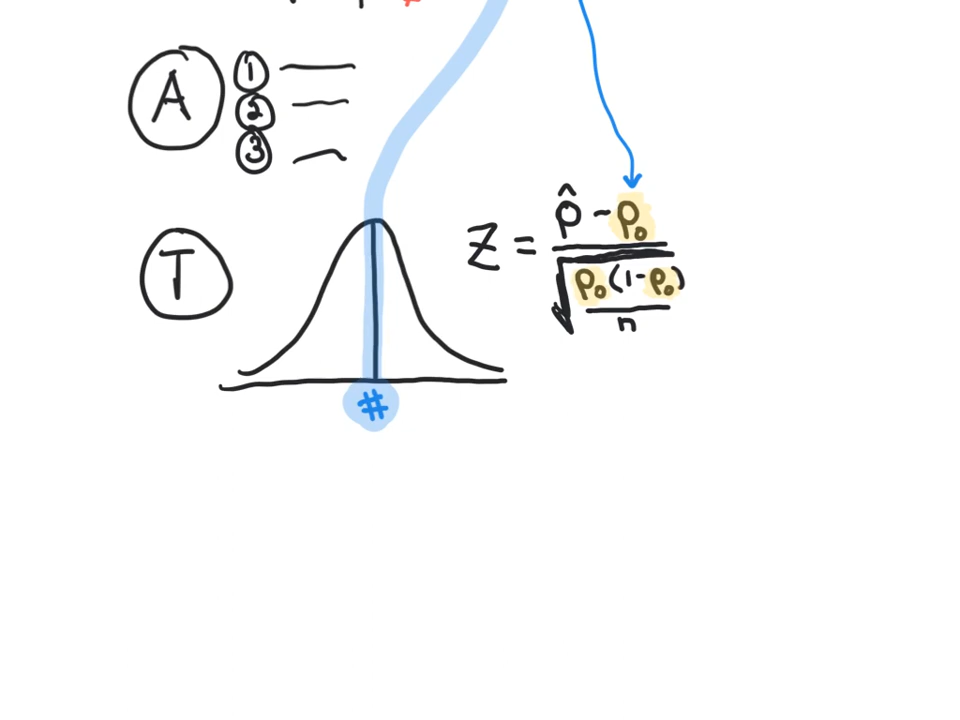 A
1
2
3
T
Z = p̂ - p₀
√ p₀(1-p₀)
n
#